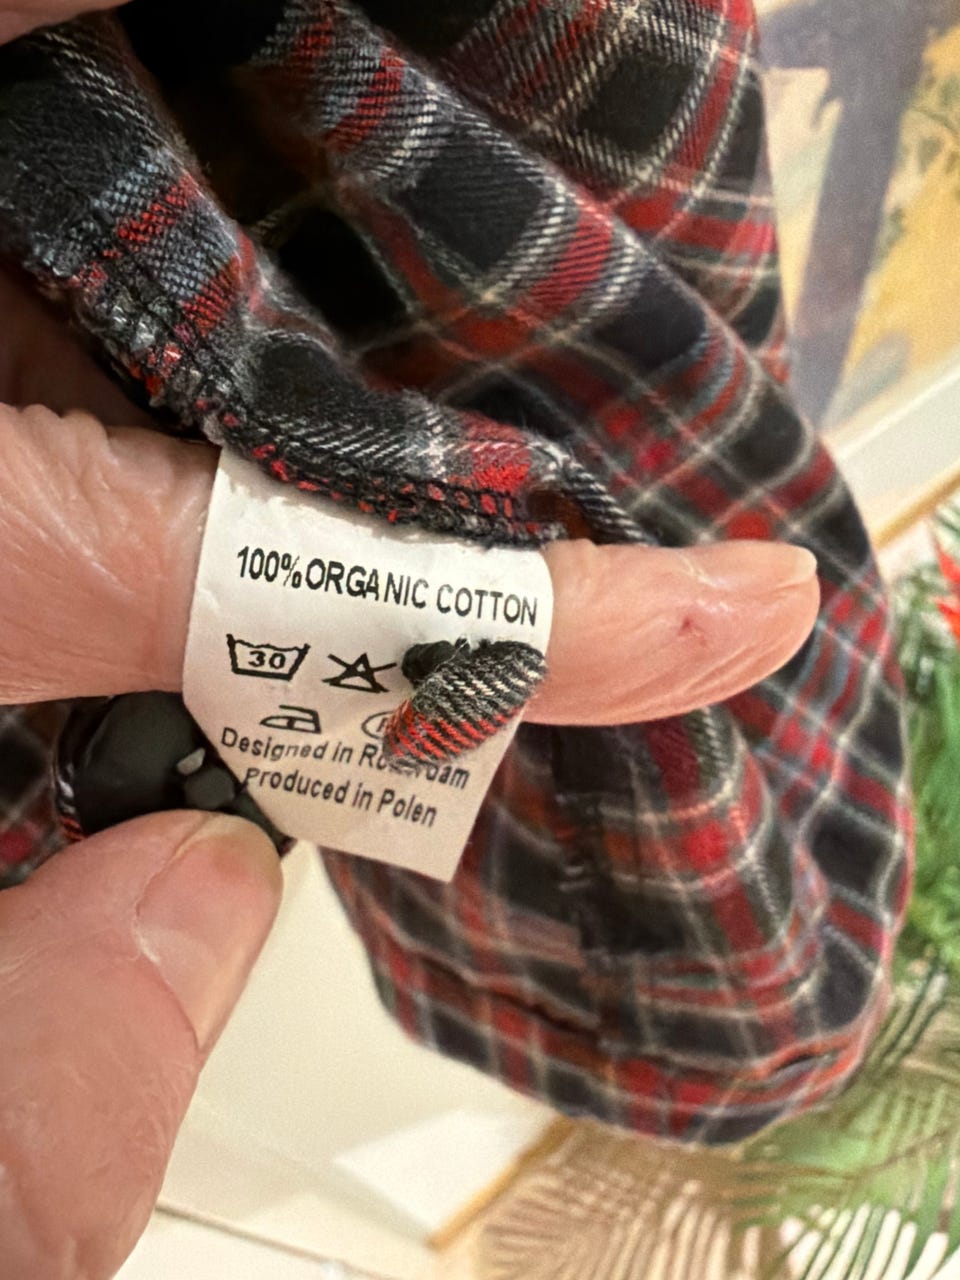 100% ORGANIC COTTON
30
Designed in
Produced in Polen